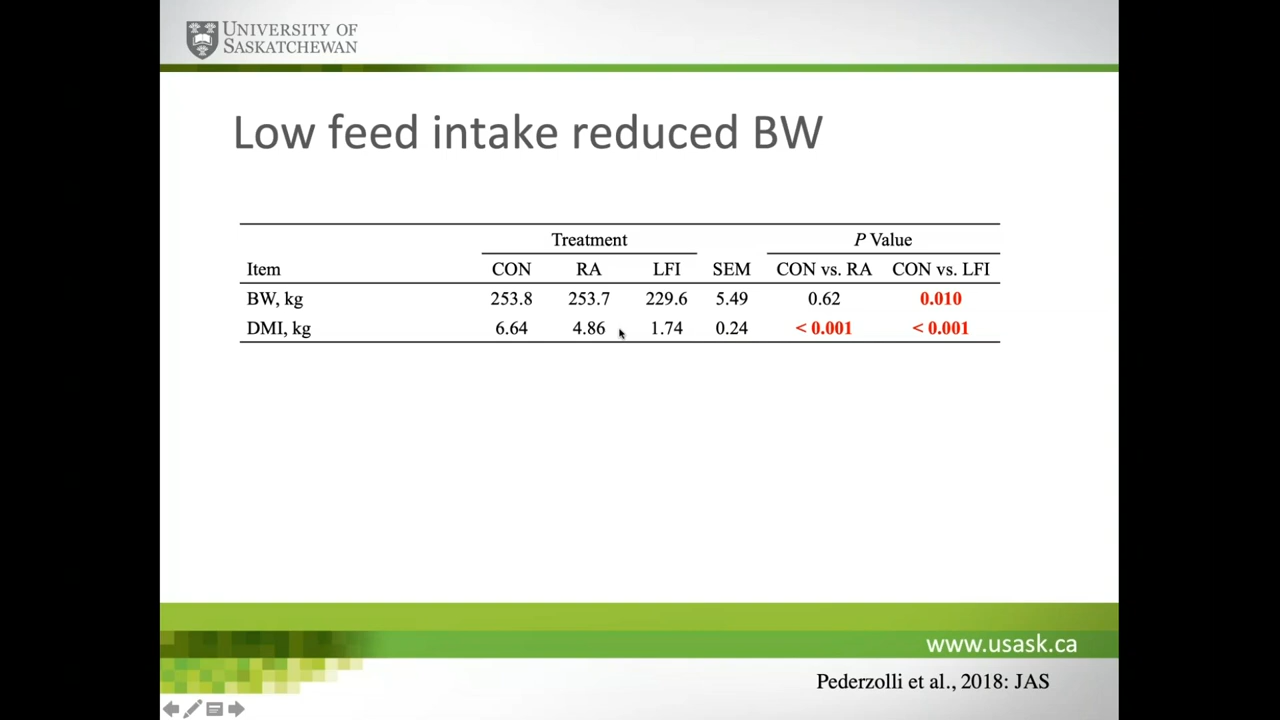 UNIVERSITY OF
SASKATCHEWAN
Low feed intake reduced BW
Treatment P Value
Item CON RA LFI SEM CON vs. RA CON vs. LFI
BW, kg 253.8 253.7 229.6 5.49 0.62 0.010
DMI, kg 6.64 4.86 1.74 0.24 < 0.001 < 0.001
www.usask.ca
Pederzolli et al., 2018: JAS